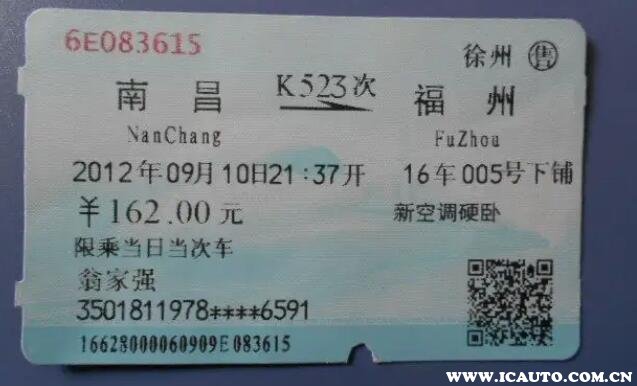 6E083615 徐州 售
南昌 K523次 福州
NanChang FuZhou
2012年09月10日21:37开 16车005号下铺
¥162.00元 新空调硬卧
限乘当日当次车
翁家强
3501811978****6591
16628000060909E083615
WWW.ICAUTO.COM.CN